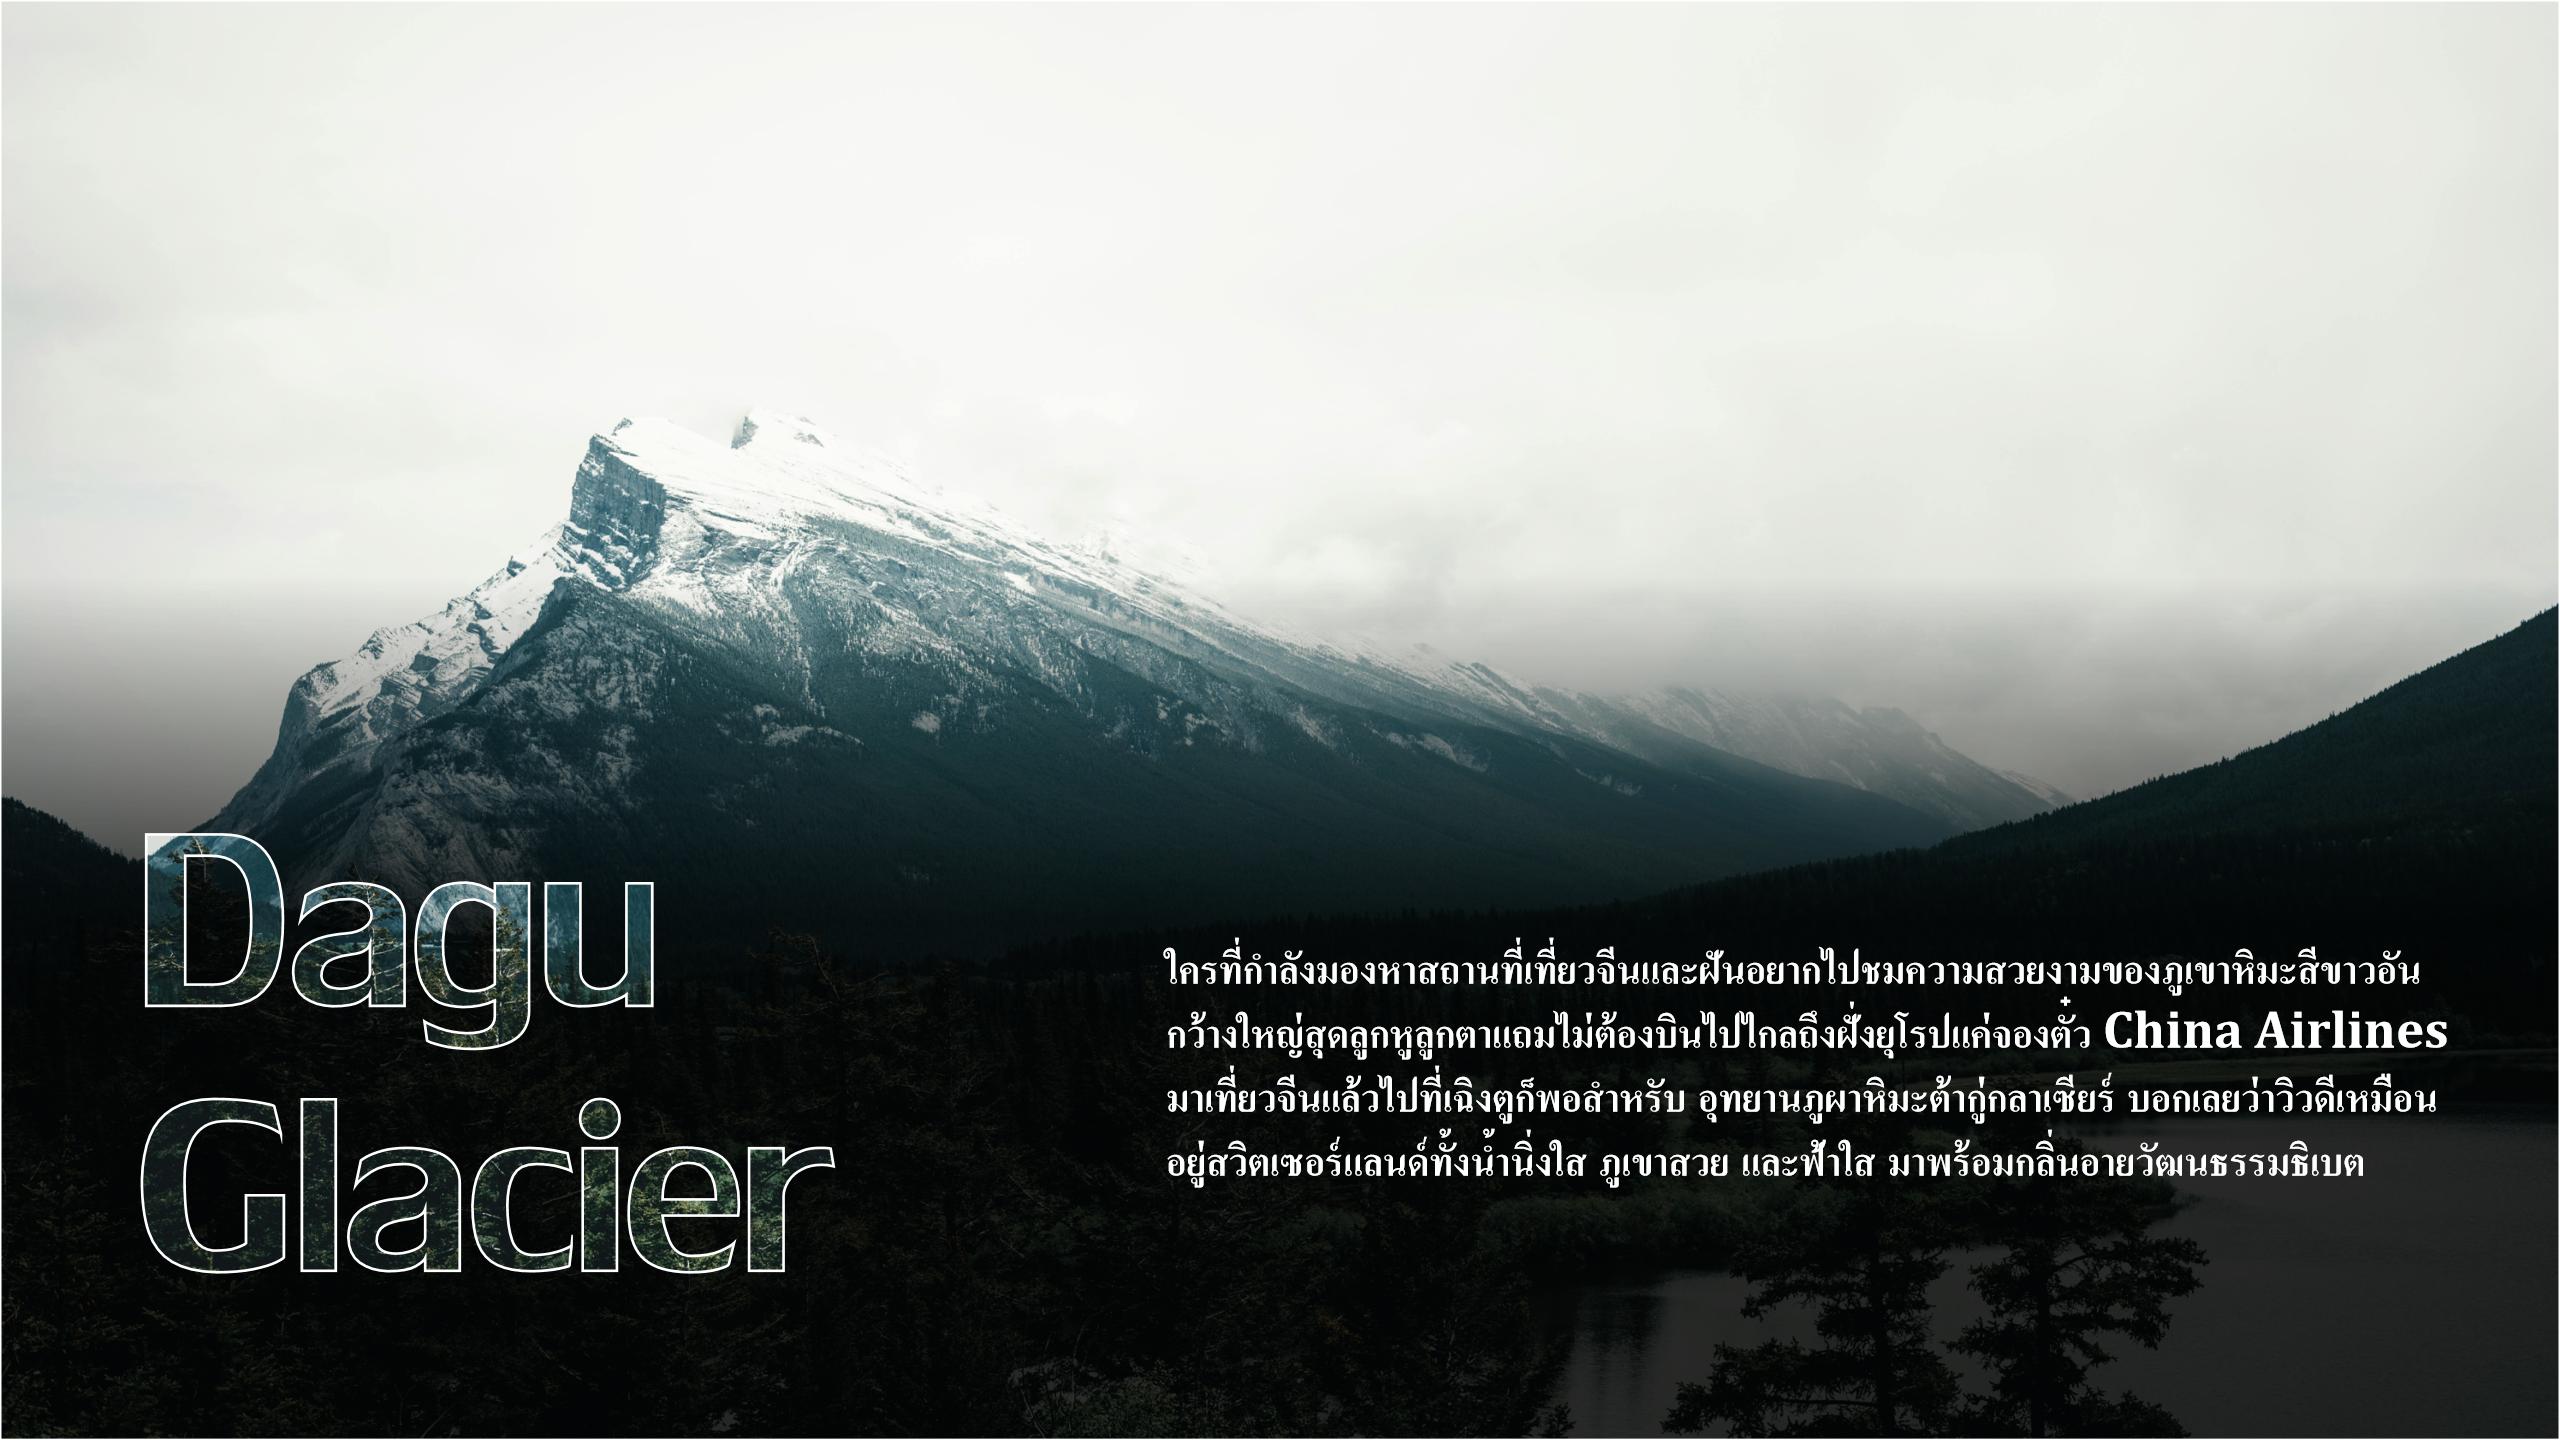 Dagu
Glacier
ใครที่กำลังมองหาสถานที่เที่ยวจีนและฝันอยากไปชมความสวยงามของภูเขาหิมะสีขาวอัน
กว้างใหญ่สุดลูกหูลูกตาแถมไม่ต้องบินไปไกลถึงฝั่งยุโรปแค่จองตั๋ว China Airlines
มาเที่ยวจีนแล้วไปที่เฉิงตูก็พอสำหรับ อุทยานภูผาหิมะต้ากู่กลาเซียร์ บอกเลยว่าวิวดีเหมือน
อยู่สวิตเซอร์แลนด์ทั้งน้ำนิ่งใส ภูเขาสวย และฟ้าใส มาพร้อมกลิ่นอายวัฒนธรรมธิเบต